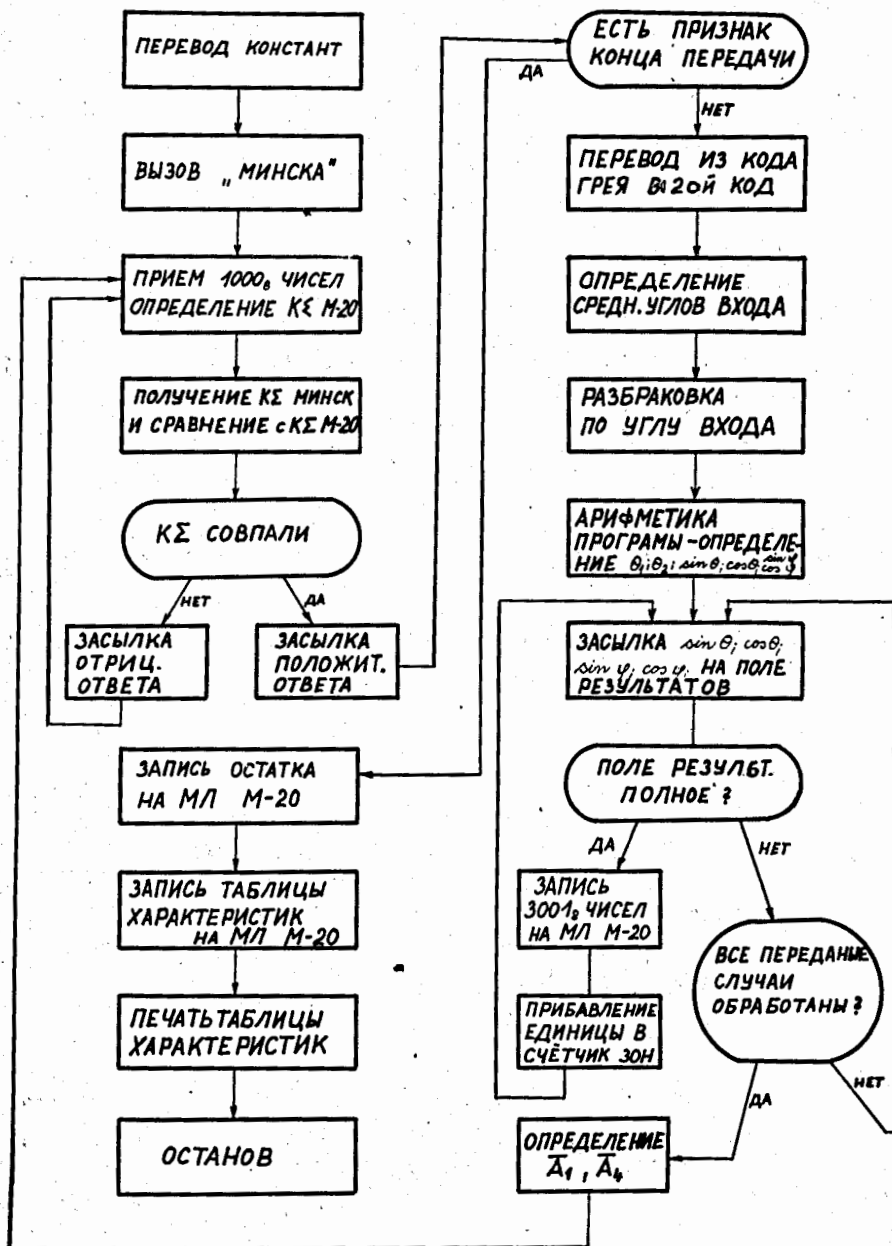 ПЕРЕВОД КОНСТАНТ
ВЫЗОВ „МИНСКА"
ПРИЕМ 1000₈ ЧИСЕЛ
ОПРЕДЕЛЕНИЕ КΣ М-20
ПОЛУЧЕНИЕ КΣ МИНСК
И СРАВНЕНИЕ с КΣ М-20
КΣ СОВПАЛИ
НЕТ
ДА
ЗАСЫЛКА
ОТРИЦ.
ОТВЕТА
ЗАСЫЛКА
ПОЛОЖИТ.
ОТВЕТА
ЗАПИСЬ ОСТАТКА
НА МЛ М-20
ЗАПИСЬ ТАБЛИЦЫ
ХАРАКТЕРИСТИК
НА МЛ М-20
ПЕЧАТЬ ТАБЛИЦЫ
ХАРАКТЕРИСТИК
ОСТАНОВ
ЕСТЬ ПРИЗНАК
КОНЦА ПЕРЕДАЧИ
ДА
НЕТ
ПЕРЕВОД ИЗ КОДА
ГРЕЯ В 2ой КОД
ОПРЕДЕЛЕНИЕ
СРЕДН. УГЛОВ ВХОДА
РАЗБРАКОВКА
ПО УГЛУ ВХОДА
АРИФМЕТИКА
ПРОГРАМЫ-ОПРЕДЕЛЕ-
НИЕ θ₁; θ₂; sin θ; cos θ; sin φ cos φ
ЗАСЫЛКА sin θ; cos θ;
sin φ; cos φ; НА ПОЛЕ
РЕЗУЛЬТАТОВ
ПОЛЕ РЕЗУЛЬТ.
ПОЛНОЕ ?
ДА
НЕТ
ЗАПИСЬ
3001₈ ЧИСЕЛ
НА МЛ М-20
ПРИБАВЛЕНИЕ
ЕДИНИЦЫ В
СЧЁТЧИК ЗОН
ВСЕ ПЕРЕДАНЫЕ
СЛУЧАИ
ОБРАБОТАНЫ ?
ДА
НЕТ
ОПРЕДЕЛЕНИЕ
A̅₁ , A̅₄